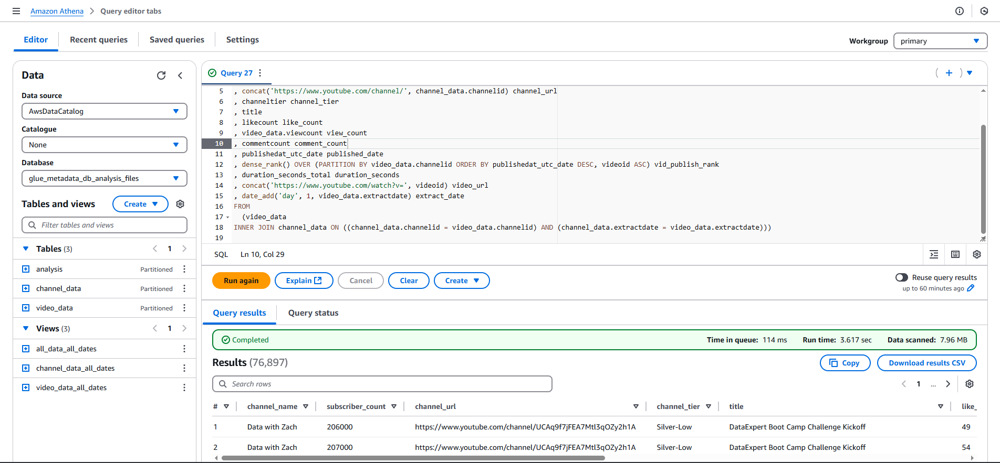 Amazon Athena > Query editor tabs
Editor Recent queries Saved queries Settings
Workgroup primary
Data
Data source
AwsDataCatalog
Catalogue
None
Database
glue_metadata_db_analysis_files
Tables and views Create
Filter tables and views
Tables (3) < 1 >
analysis Partitioned
channel_data Partitioned
video_data Partitioned
Views (3) < 1 >
all_data_all_dates
channel_data_all_dates
video_data_all_dates
Query 27
5 , concat('https://www.youtube.com/channel/', channel_data.channelid) channel_url
6 , channeltier channel_tier
7 , title
8 , likecount like_count
9 , video_data.viewcount view_count
10 , commentcount comment_count
11 , publishedat_utc_date published_date
12 , dense_rank() OVER (PARTITION BY video_data.channelid ORDER BY publishedat_utc_date DESC, videoid ASC) vid_publish_rank
13 , duration_seconds_total duration_seconds
14 , concat('https://www.youtube.com/watch?v=', videoid) video_url
15 , date_add('day', 1, video_data.extractdate) extract_date
16 FROM
17 (video_data
18 INNER JOIN channel_data ON ((channel_data.channelid = video_data.channelid) AND (channel_data.extractdate = video_data.extractdate)))
19
SQL Ln 10, Col 29
Run again Explain Cancel Clear Create
Reuse query results
up to 60 minutes ago
Query results Query status
Completed Time in queue: 114 ms Run time: 3.617 sec Data scanned: 7.96 MB
Results (76,897) Copy Download results CSV
Search rows < 1 ... >
# channel_name subscriber_count channel_url channel_tier title like_
1 Data with Zach 206000 https://www.youtube.com/channel/UCAq9f7jFEA7Mtl3qOZy2h1A Silver-Low DataExpert Boot Camp Challenge Kickoff 49
2 Data with Zach 207000 https://www.youtube.com/channel/UCAq9f7jFEA7Mtl3qOZy2h1A Silver-Low DataExpert Boot Camp Challenge Kickoff 54